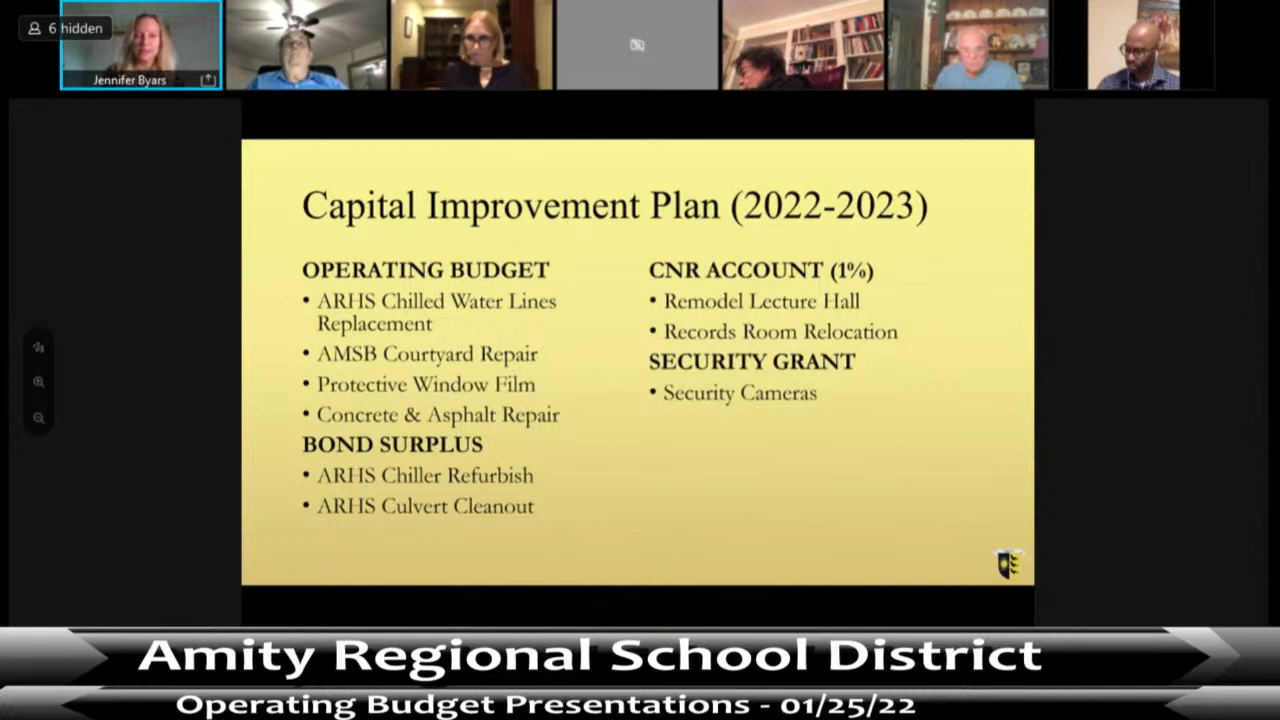 6 hidden
Jennifer Byars
Capital Improvement Plan (2022-2023)
OPERATING BUDGET
• ARHS Chilled Water Lines
Replacement
• AMSB Courtyard Repair
• Protective Window Film
• Concrete & Asphalt Repair
BOND SURPLUS
• ARHS Chiller Refurbish
• ARHS Culvert Cleanout
CNR ACCOUNT (1%)
• Remodel Lecture Hall
• Records Room Relocation
SECURITY GRANT
• Security Cameras
Amity Regional School District
Operating Budget Presentations - 01/25/22